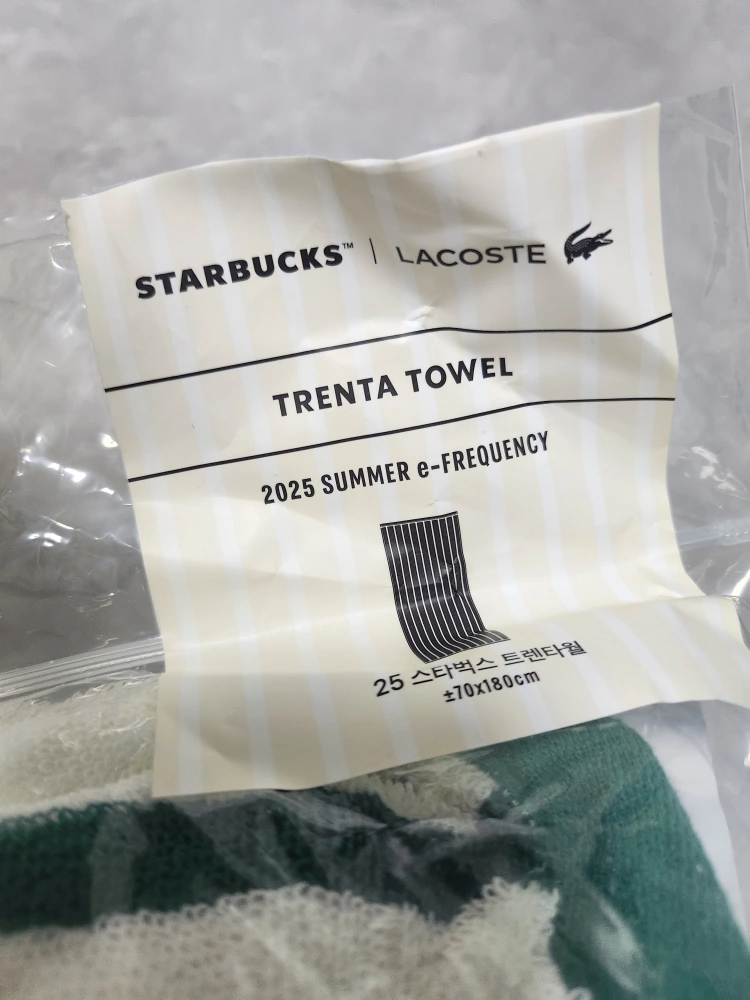 STARBUCKS™ | LACOSTE
TRENTA TOWEL
2025 SUMMER e-FREQUENCY
25 스타벅스 트렌타월
±70x180cm